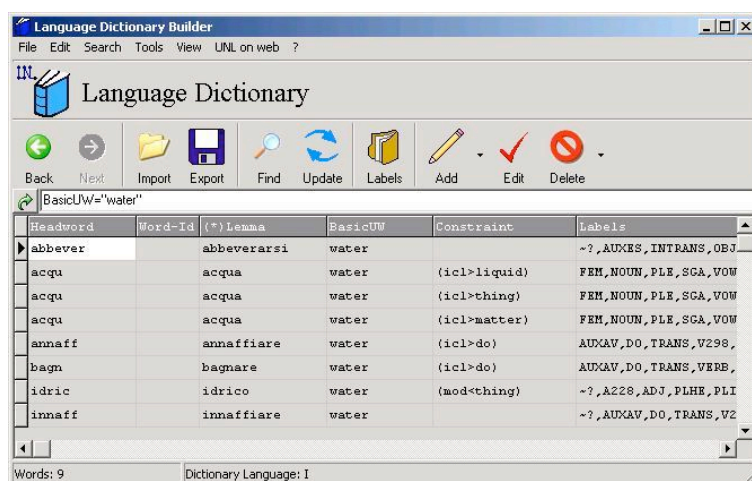 Language Dictionary Builder
File Edit Search Tools View UNL on web ?
IN.
Language Dictionary
Back Next Import Export Find Update Labels Add Edit Delete
BasicUW="water"
Headword Word-Id (*)Lemma BasicUW Constraint Labels
abbever abbeverarsi water ~?,AUXES,INTRANS,OBJ
acqu acqua water (icl>liquid) FEM,NOUN,PLE,SGA,VOW
acqu acqua water (icl>thing) FEM,NOUN,PLE,SGA,VOW
acqu acqua water (icl>matter) FEM,NOUN,PLE,SGA,VOW
annaff annaffiare water (icl>do) AUXAV,DO,TRANS,V298,
bagn bagnare water (icl>do) AUXAV,DO,TRANS,VERB,
idric idrico water (mod<thing) ~?,A228,ADJ,PLHE,PLI
innaff innaffiare water ~?,AUXAV,DO,TRANS,V2
Words: 9 Dictionary Language: I